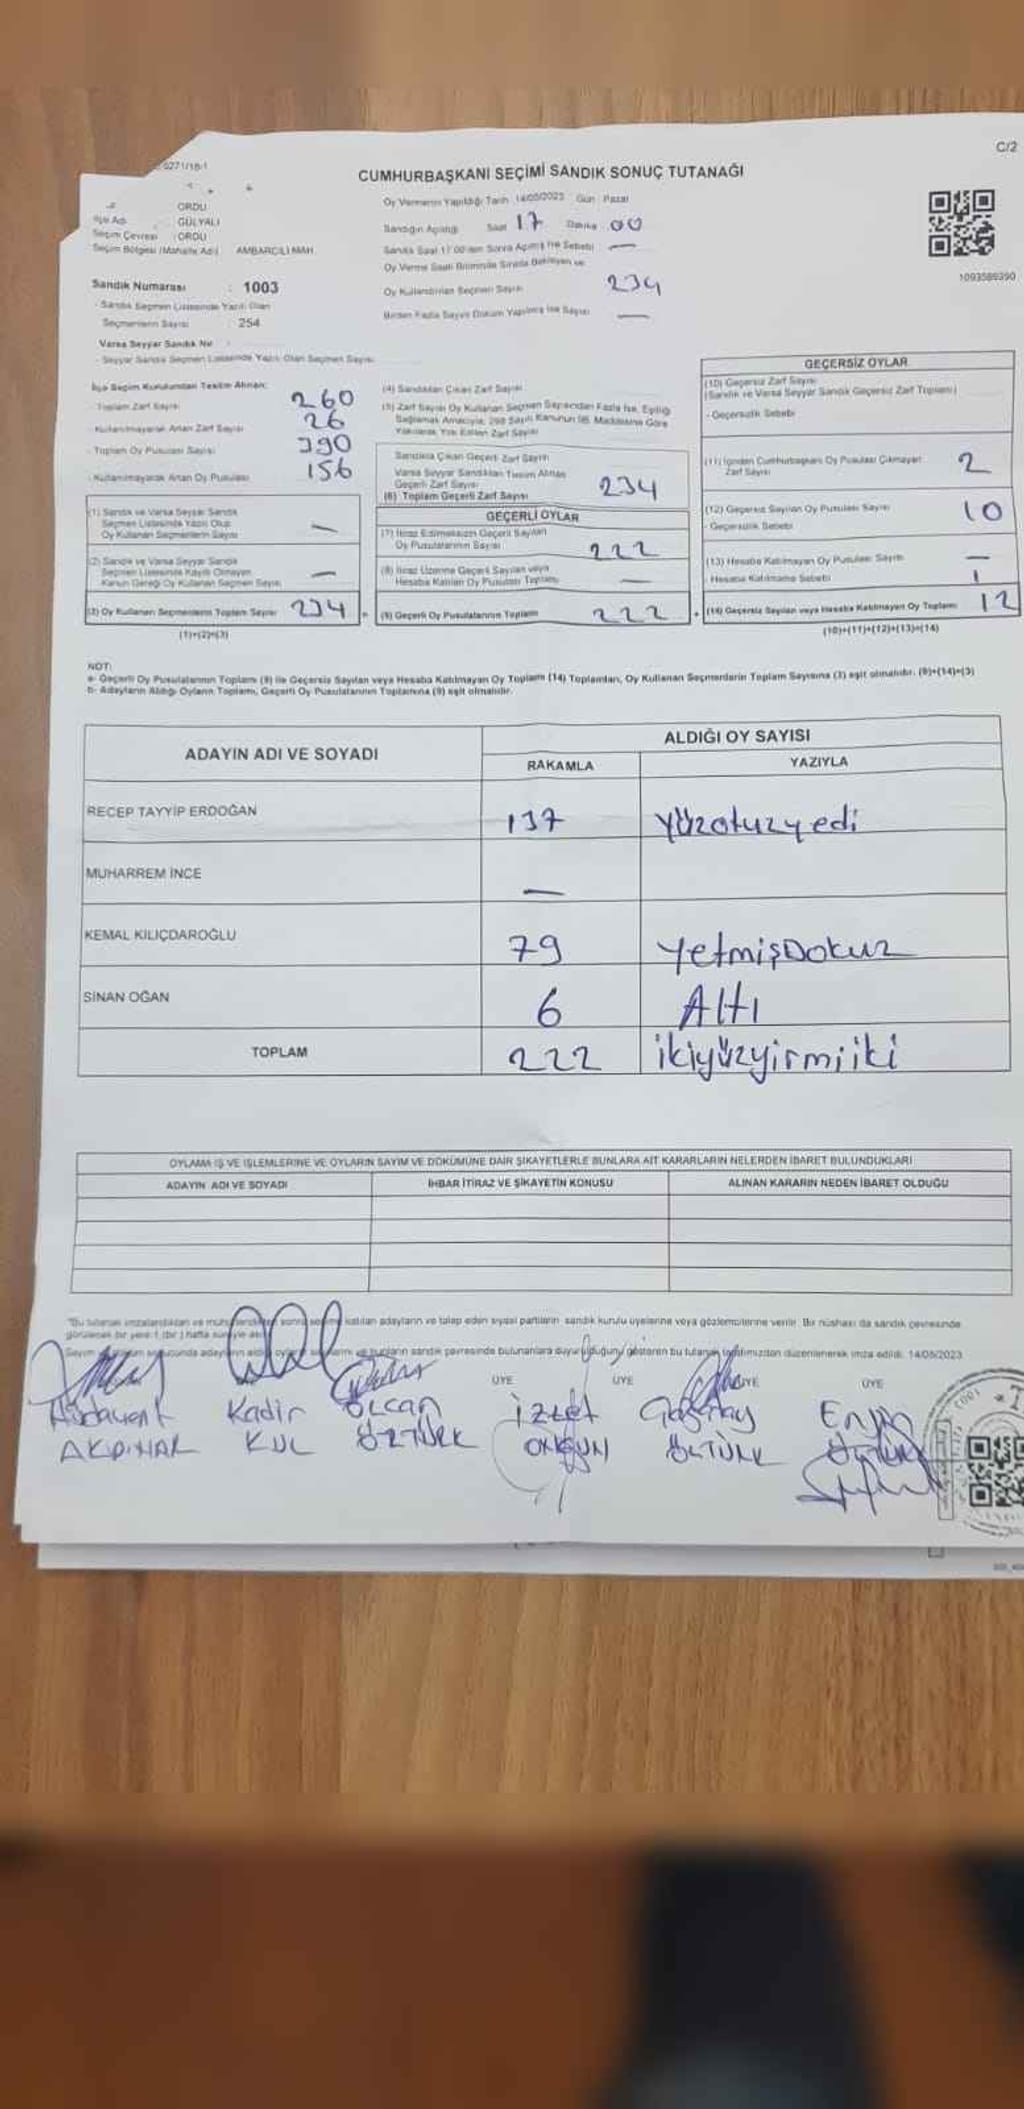 C/2
0271/18-1
CUMHURBAŞKANI SEÇİMİ SANDIK SONUÇ TUTANAĞI
ORDU
İlçe Adı GÜLYALI
Seçim Çevresi : ORDU
Seçim Bölgesi (Mahalle Adı) AMBARCILI MAH.
Sandık Numarası : 1003
- Sandık Seçmen Listesinde Yazılı Olan
Seçmenlerin Sayısı : 254
Varsa Seyyar Sandık No :
- Seyyar Sandık Seçmen Listesinde Yazılı Olan Seçmen Sayısı
Oy Vermenin Yapıldığı Tarih 14/05/2023 Gün : Pazar
Sandığın Açıldığı Saat 17 Dakika 00
Sandık Saat 17:00'den Sonra Açılmış İse Sebebi —
Oy Verme Saati Bitiminde Sırada Bekleyen ve
Oy Kullandırılan Seçmen Sayısı 234
Birden Fazla Sayım Döküm Yapılmış İse Sayısı —
1093589390
İlçe Seçim Kurulundan Teslim Alınan:
- Toplam Zarf Sayısı 260
- Kullanılmayarak Artan Zarf Sayısı 26
- Toplam Oy Pusulası Sayısı 390
- Kullanılmayarak Artan Oy Pusulası 156
(1) Sandık ve Varsa Seyyar Sandık
Seçmen Listesinde Yazılı Olup
Oy Kullanan Seçmenlerin Sayısı —
(2) Sandık ve Varsa Seyyar Sandık
Seçmen Listesinde Kayıtlı Olmayan
Kanun Gereği Oy Kullanan Seçmen Sayısı —
(3) Oy Kullanan Seçmenlerin Toplam Sayısı 234 =
(1)+(2)=(3)
(4) Sandıktan Çıkan Zarf Sayısı
(5) Zarf Sayısı Oy Kullanan Seçmen Sayısından Fazla İse, Eşitliği
Sağlamak Amacıyla, 298 Sayılı Kanunun 98. Maddesine Göre
Yakılarak Yok Edilen Zarf Sayısı
Sandıkta Çıkan Geçerli Zarf Sayısı
Varsa Seyyar Sandıktan Teslim Alınan
Geçerli Zarf Sayısı
(6) Toplam Geçerli Zarf Sayısı 234
GEÇERLİ OYLAR
(7) İtiraz Edilmeksizin Geçerli Sayılan
Oy Pusulalarının Sayısı 222
(8) İtiraz Üzerine Geçerli Sayılan veya
Hesaba Katılan Oy Pusulası Toplamı —
(9) Geçerli Oy Pusulalarının Toplamı 222 +
GEÇERSİZ OYLAR
(10) Geçersiz Zarf Sayısı
(Sandık ve Varsa Seyyar Sandık Geçersiz Zarf Toplamı)
- Geçersizlik Sebebi
(11) İçinden Cumhurbaşkanı Oy Pusulası Çıkmayan
Zarf Sayısı 2
(12) Geçersiz Sayılan Oy Pusulası Sayısı 10
- Geçersizlik Sebebi
(13) Hesaba Katılmayan Oy Pusulası Sayısı —
- Hesaba Katılmama Sebebi
(14) Geçersiz Sayılan veya Hesaba Katılmayan Oy Toplamı 12
(10)+(11)+(12)+(13)=(14)
NOT:
a- Geçerli Oy Pusulalarının Toplamı (9) ile Geçersiz Sayılan veya Hesaba Katılmayan Oy Toplamı (14) Toplamları, Oy Kullanan Seçmenlerin Toplam Sayısına (3) eşit olmalıdır. (9)+(14)=(3)
b- Adayların Aldığı Oyların Toplamı, Geçerli Oy Pusulalarının Toplamına (9) eşit olmalıdır.
ADAYIN ADI VE SOYADI
ALDIĞI OY SAYISI
RAKAMLA YAZIYLA
RECEP TAYYİP ERDOĞAN 137 Yüzotuzyedi
MUHARREM İNCE —
KEMAL KILIÇDAROĞLU 79 YetmişDokuz
SİNAN OĞAN 6 Altı
TOPLAM 222 ikiyüzyirmiiki
OYLAMA İŞ VE İŞLEMLERİNE VE OYLARIN SAYIM VE DÖKÜMÜNE DAİR ŞİKAYETLERLE BUNLARA AİT KARARLARIN NELERDEN İBARET BULUNDUKLARI
ADAYIN ADI VE SOYADI İHBAR İTİRAZ VE ŞİKAYETİN KONUSU ALINAN KARARIN NEDEN İBARET OLDUĞU
"Bu tutanak imzalandıktan ve sonra seçime katılan adayların ve talep eden siyasi partilerin sandık kurulu üyelerine veya gözlemcilerine verilir. Bir nüshası da sandık çevresinde
görülecek bir yere 1 (bir) hafta süreyle
Sayım sonucunda bunların sandık çevresinde bulunanlara duyurulduğunu gösteren bu tutanak tarafımızdan düzenlenerek imza edildi. 14/05/2023
ÜYE ÜYE ÜYE ÜYE
Kadir Olcan İzzet Engin
AKPINAR KUL ÖZTÜRK ONGUN ÖZTÜRK
1003